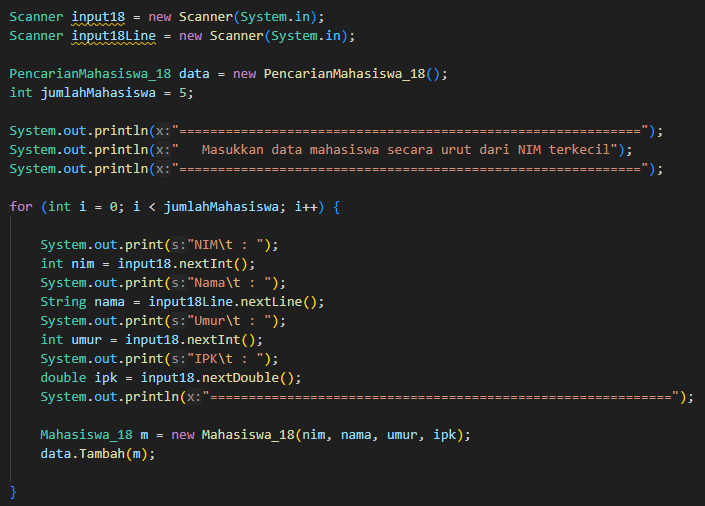 Scanner input18 = new Scanner(System.in);
Scanner input18Line = new Scanner(System.in);
PencarianMahasiswa_18 data = new PencarianMahasiswa_18();
int jumlahMahasiswa = 5;
System.out.println(x:"============================================================");
System.out.println(x:"   Masukkan data mahasiswa secara urut dari NIM terkecil");
System.out.println(x:"============================================================");
for (int i = 0; i < jumlahMahasiswa; i++) {
    System.out.print(s:"NIM\t : ");
    int nim = input18.nextInt();
    System.out.print(s:"Nama\t : ");
    String nama = input18Line.nextLine();
    System.out.print(s:"Umur\t : ");
    int umur = input18.nextInt();
    System.out.print(s:"IPK\t : ");
    double ipk = input18.nextDouble();
    System.out.println(x:"============================================================");
    Mahasiswa_18 m = new Mahasiswa_18(nim, nama, umur, ipk);
    data.Tambah(m);
}